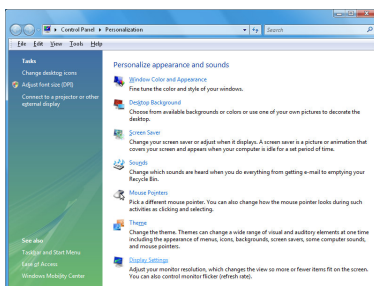 Control Panel ▸ Personalization
Search
File Edit View Tools Help
Tasks
Change desktop icons
Adjust font size (DPI)
Connect to a projector or other
external display
See also
Taskbar and Start Menu
Ease of Access
Windows Mobility Center
Personalize appearance and sounds
Window Color and Appearance
Fine tune the color and style of your windows.
Desktop Background
Choose from available backgrounds or colors or use one of your own pictures to decorate the
desktop.
Screen Saver
Change your screen saver or adjust when it displays. A screen saver is a picture or animation that
covers your screen and appears when your computer is idle for a set period of time.
Sounds
Change which sounds are heard when you do everything from getting e-mail to emptying your
Recycle Bin.
Mouse Pointers
Pick a different mouse pointer. You can also change how the mouse pointer looks during such
activities as clicking and selecting.
Theme
Change the theme. Themes can change a wide range of visual and auditory elements at one time
including the appearance of menus, icons, backgrounds, screen savers, some computer sounds,
and mouse pointers.
Display Settings
Adjust your monitor resolution, which changes the view so more or fewer items fit on the screen.
You can also control monitor flicker (refresh rate).